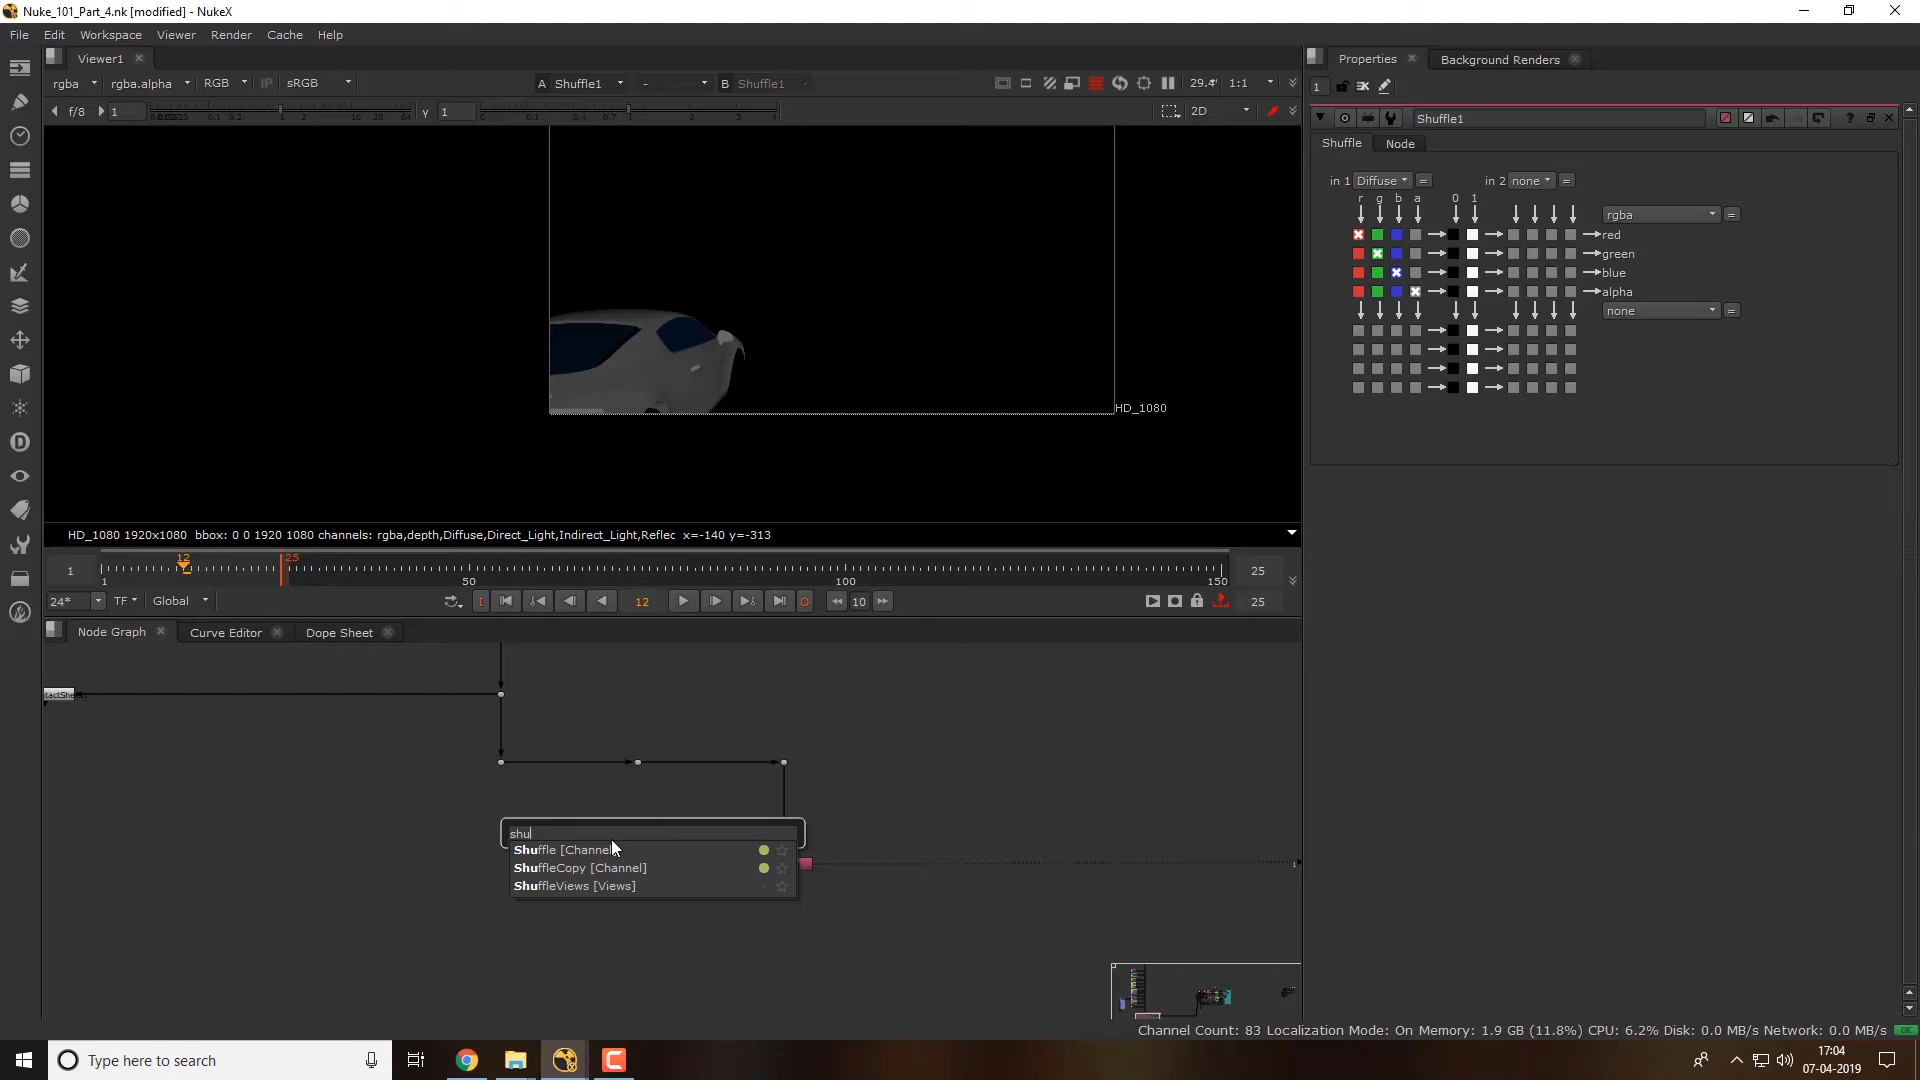 Nuke_101_Part_4.nk [modified] - NukeX
File Edit Workspace Viewer Render Cache Help
Viewer1
Properties Background Renders
rgba rgba.alpha RGB IP sRGB A Shuffle1 - B Shuffle1 1:1
1
f/8 1 Y 1 2D
Shuffle1
Shuffle Node
in 1 Diffuse = in 2 none =
r g b a 0 1
rgba =
red
green
blue
alpha
none =
HD_1080
HD_1080 1920x1080 bbox: 0 0 1920 1080 channels: rgba,depth,Diffuse,Direct_Light,Indirect_Light,Reflec x=-140 y=-313
12 25
1 25
1 50 100 150
24* TF Global 12 10 25
Node Graph Curve Editor Dope Sheet
shu
Shuffle [Channel
ShuffleCopy [Channel]
ShuffleViews [Views]
1
Channel Count: 83 Localization Mode: On Memory: 1.9 GB (11.8%) CPU: 6.2% Disk: 0.0 MB/s Network: 0.0 MB/s OK
Type here to search
17:04
07-04-2019